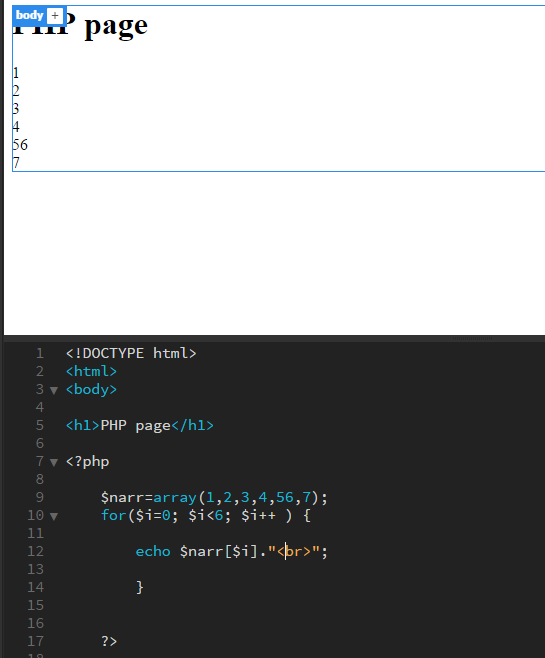 body +
PHP page
1
2
3
4
56
7
1 <!DOCTYPE html>
2 <html>
3 ▼ <body>
4
5 <h1>PHP page</h1>
6
7 ▼ <?php
8
9 $narr=array(1,2,3,4,56,7);
10 ▼ for($i=0; $i<6; $i++ ) {
11
12 echo $narr[$i]."<br>";
13
14 }
15
16
17 ?>
18